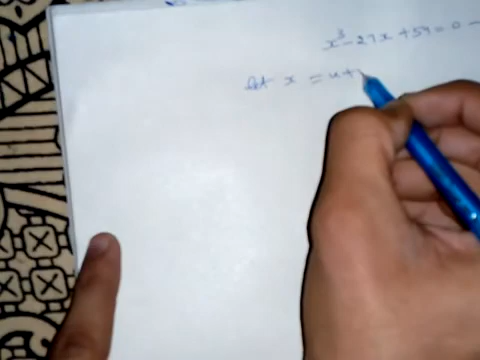 x³ - 27x + 54 = 0 -
let x = u+